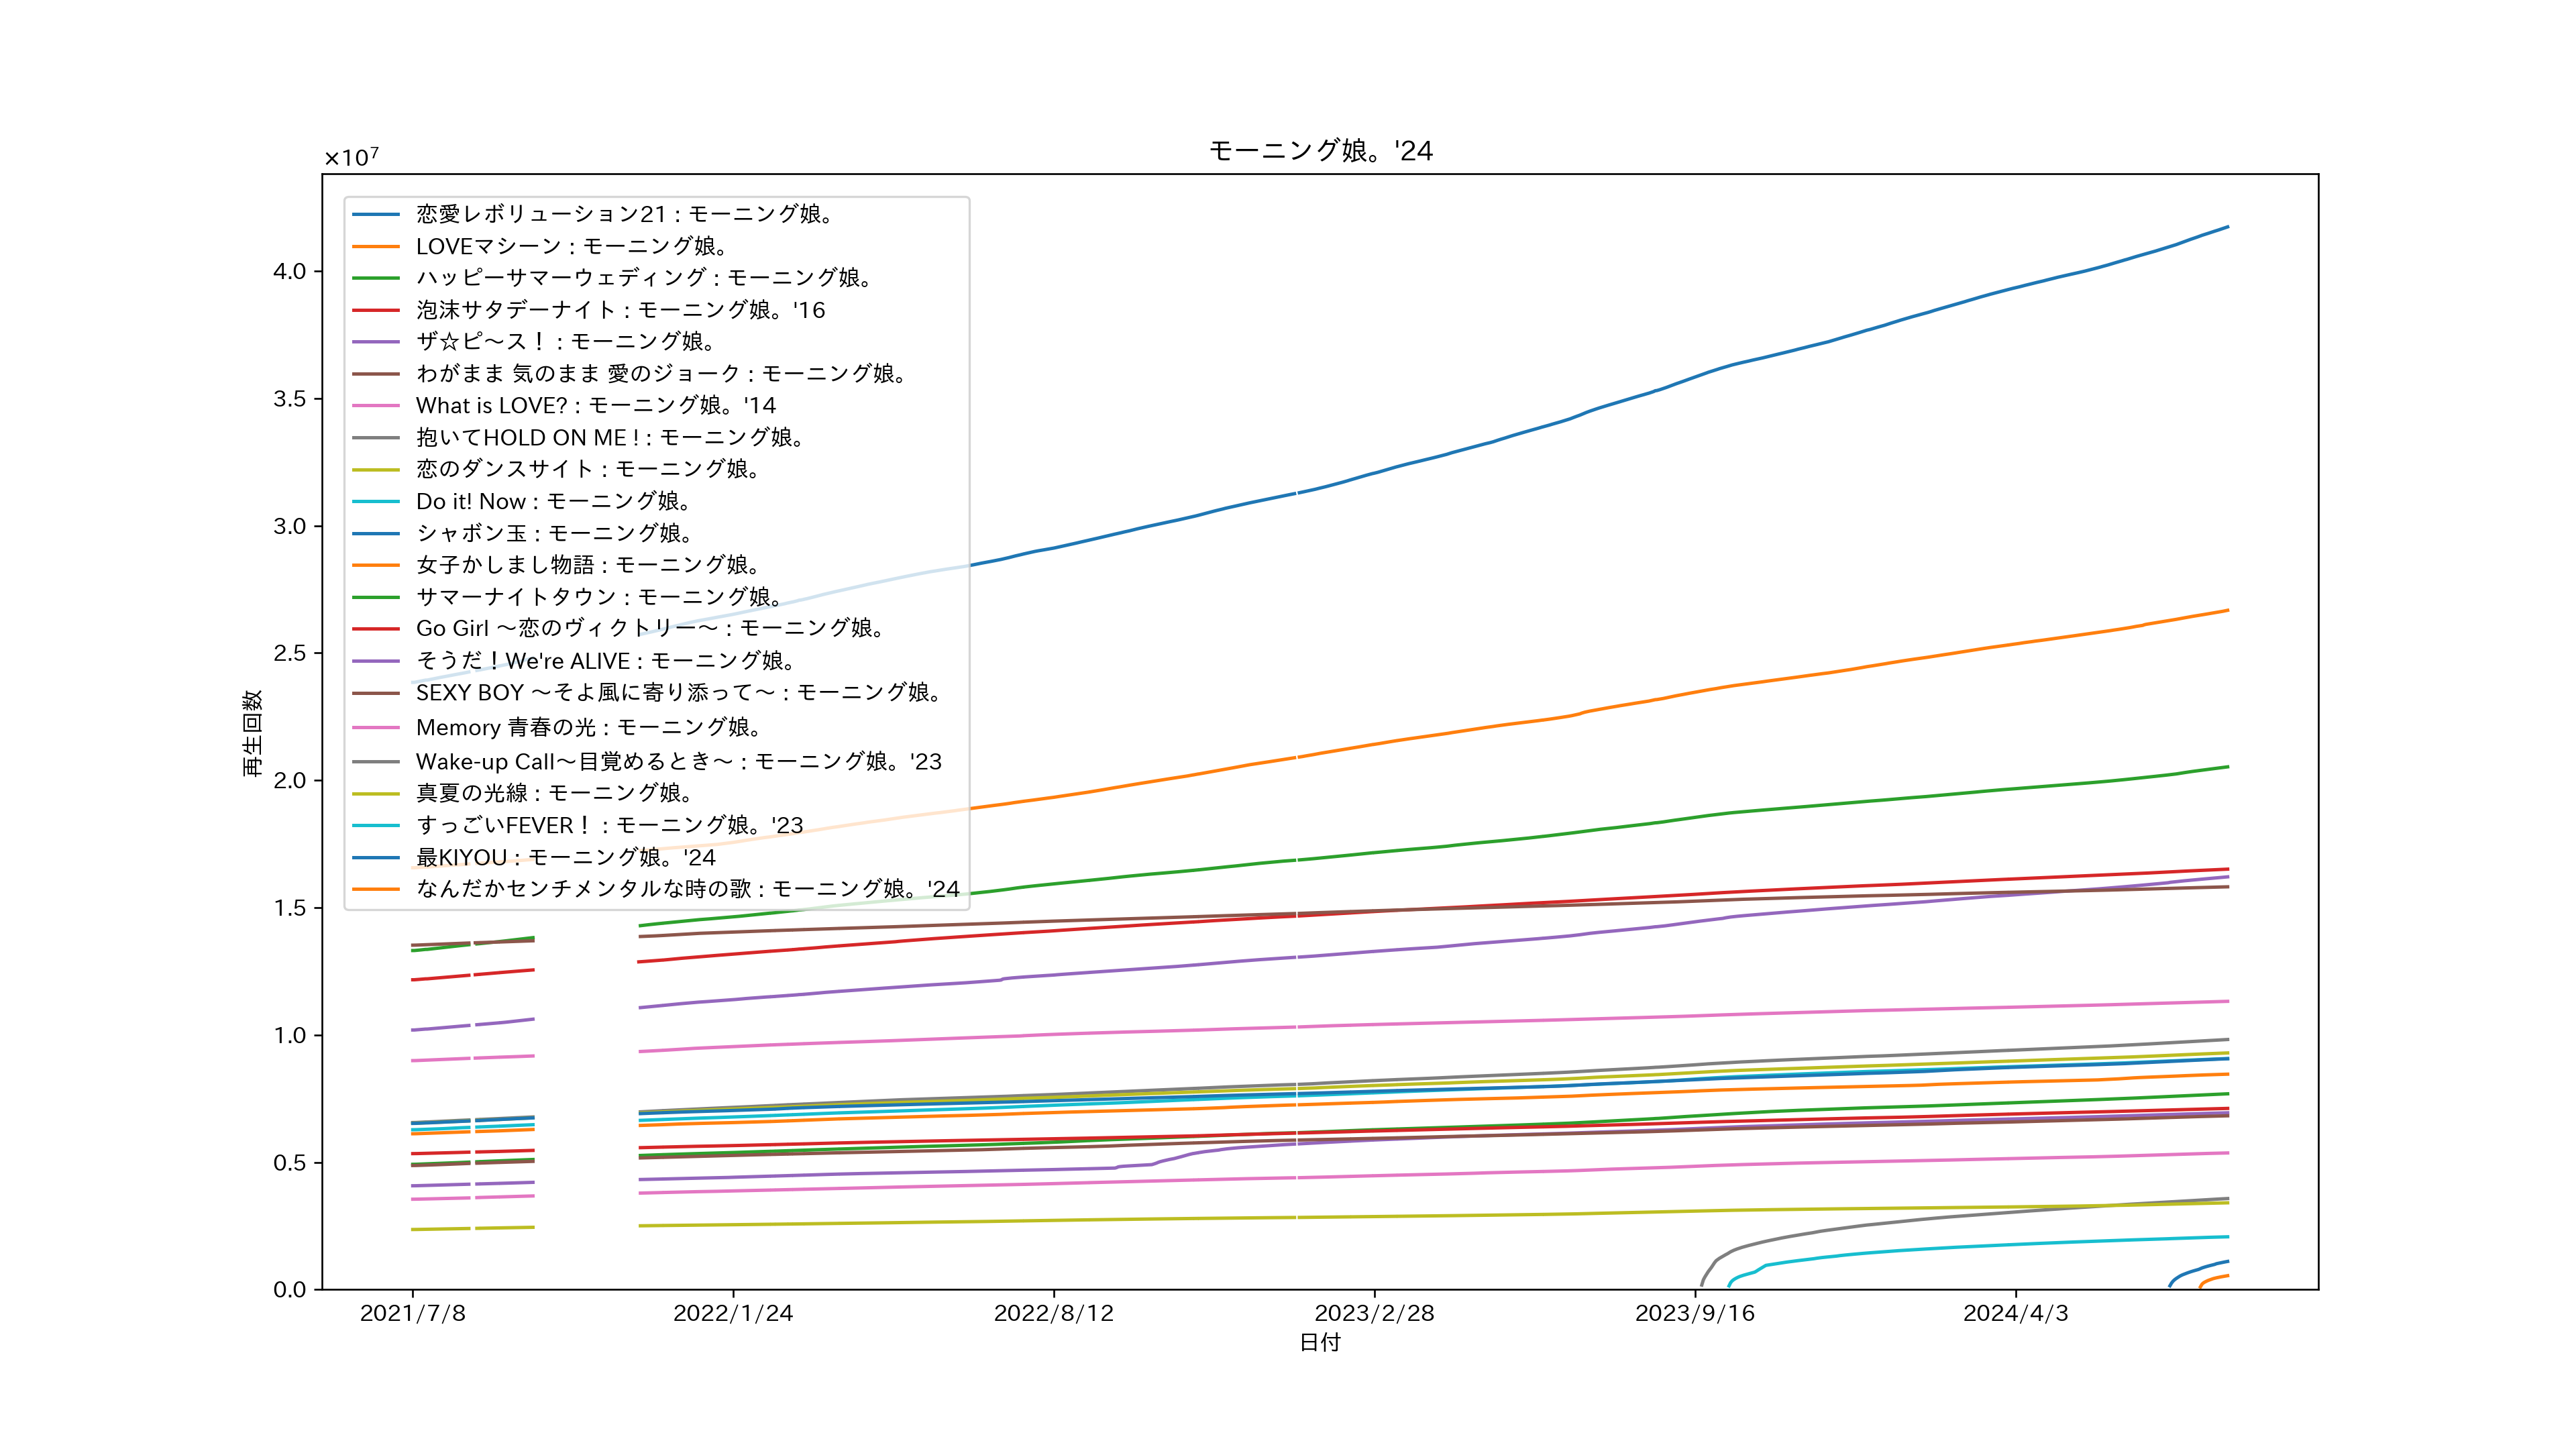 モーニング娘。'24
×10⁷
4.0
3.5
3.0
2.5
2.0
1.5
1.0
0.5
0.0
再生回数
恋愛レボリューション21 : モーニング娘。
LOVEマシーン : モーニング娘。
ハッピーサマーウェディング : モーニング娘。
泡沫サタデーナイト : モーニング娘。'16
ザ☆ピ～ス！ : モーニング娘。
わがまま 気のまま 愛のジョーク : モーニング娘。
What is LOVE? : モーニング娘。'14
抱いてHOLD ON ME ! : モーニング娘。
恋のダンスサイト : モーニング娘。
Do it! Now : モーニング娘。
シャボン玉 : モーニング娘。
女子かしまし物語 : モーニング娘。
サマーナイトタウン : モーニング娘。
Go Girl ～恋のヴィクトリー～ : モーニング娘。
そうだ！We're ALIVE : モーニング娘。
SEXY BOY ～そよ風に寄り添って～ : モーニング娘。
Memory 青春の光 : モーニング娘。
Wake-up Call～目覚めるとき～ : モーニング娘。'23
真夏の光線 : モーニング娘。
すっごいFEVER！ : モーニング娘。'23
最KIYOU : モーニング娘。'24
なんだかセンチメンタルな時の歌 : モーニング娘。'24
2021/7/8 2022/1/24 2022/8/12 2023/2/28 2023/9/16 2024/4/3
日付